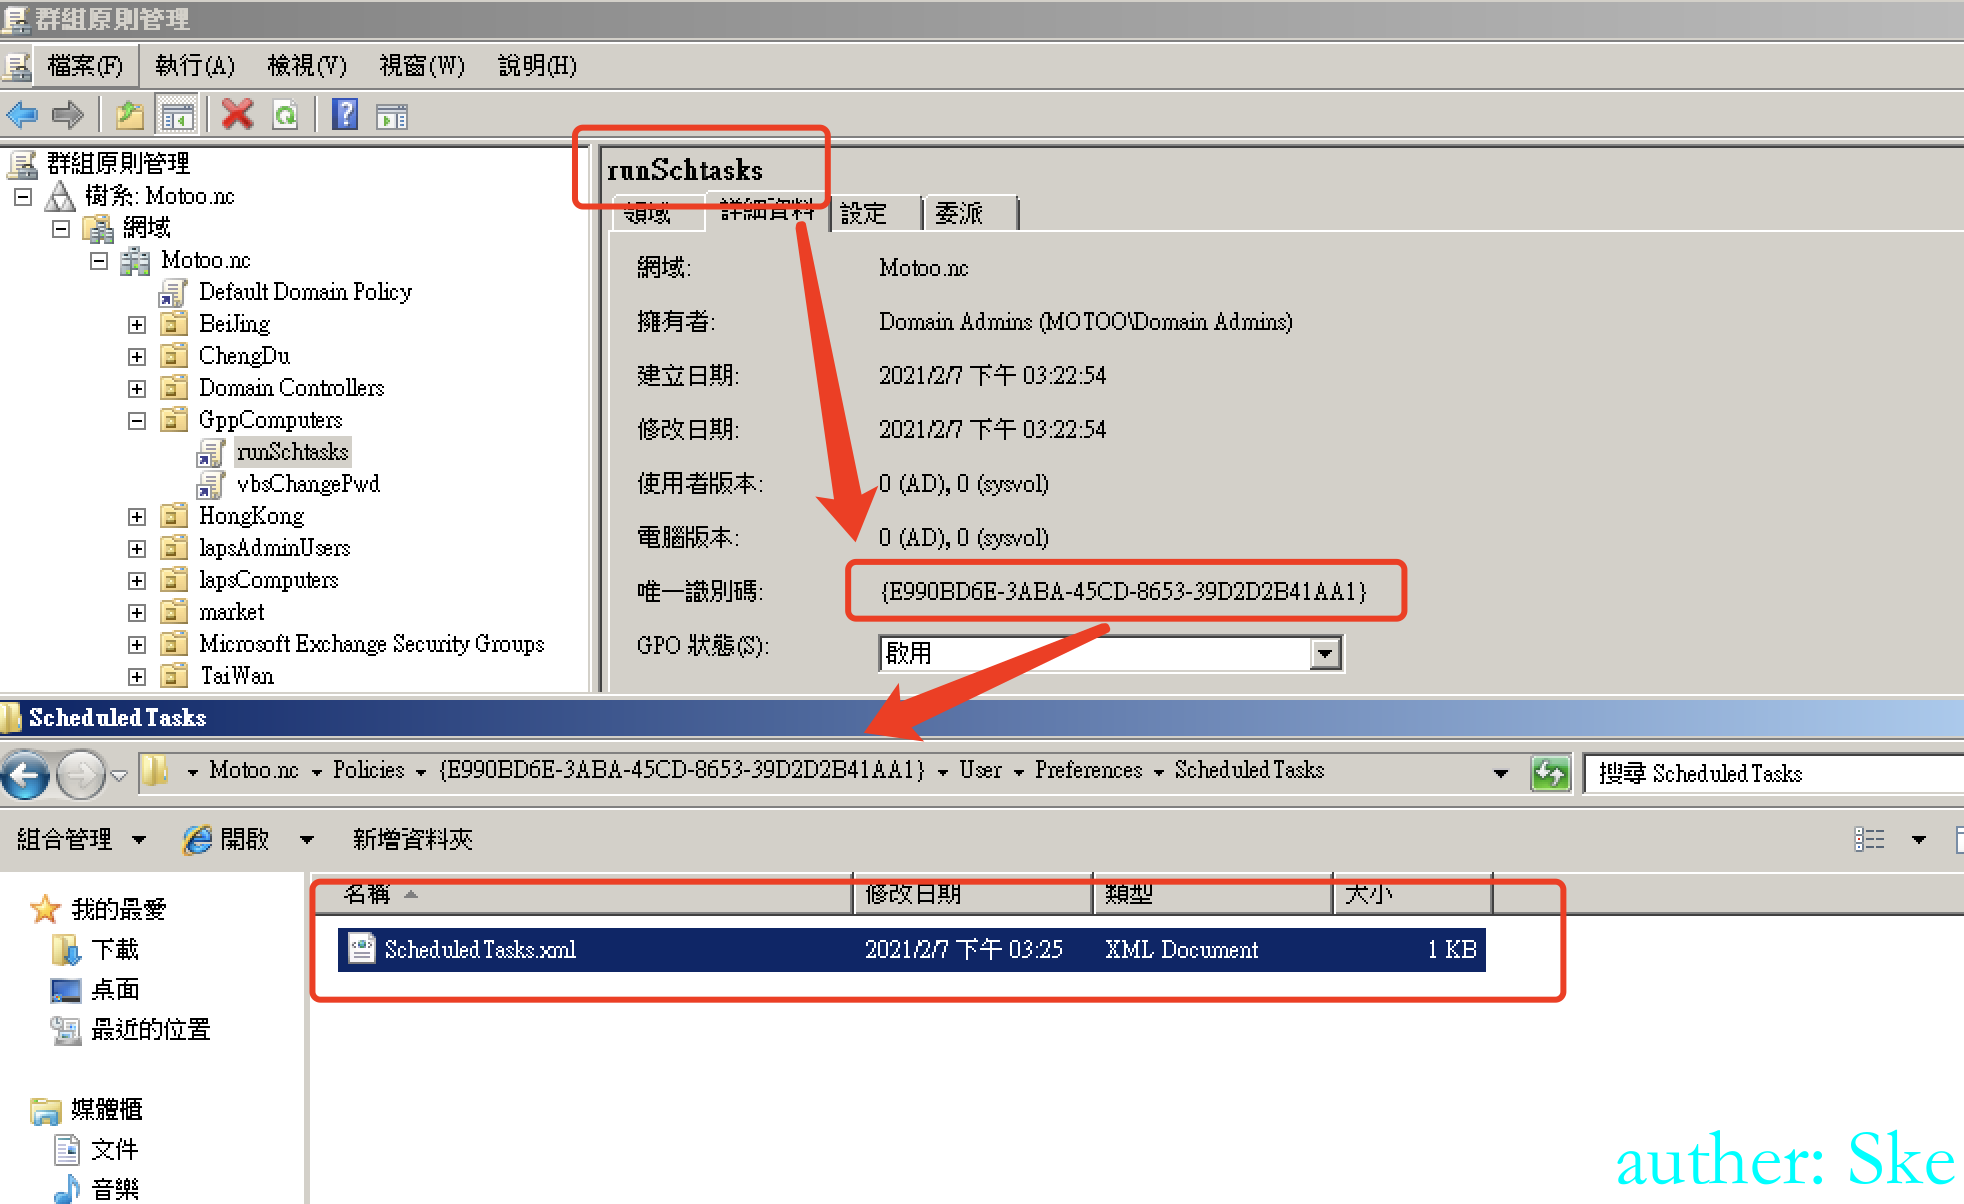 群組原則管理
檔案(F) 執行(A) 檢視(V) 視窗(W) 說明(H)
群組原則管理
樹系: Motoo.nc
網域
Motoo.nc
Default Domain Policy
BeiJing
ChengDu
Domain Controllers
GppComputers
runSchtasks
vbsChangePwd
HongKong
lapsAdminUsers
lapsComputers
market
Microsoft Exchange Security Groups
TaiWan
runSchtasks
領域 詳細資料 設定 委派
網域: Motoo.nc
擁有者: Domain Admins (MOTOO\Domain Admins)
建立日期: 2021/2/7 下午 03:22:54
修改日期: 2021/2/7 下午 03:22:54
使用者版本: 0 (AD), 0 (sysvol)
電腦版本: 0 (AD), 0 (sysvol)
唯一識別碼: {E990BD6E-3ABA-45CD-8653-39D2D2B41AA1}
GPO 狀態(S): 啟用
ScheduledTasks
Motoo.nc Policies {E990BD6E-3ABA-45CD-8653-39D2D2B41AA1} User Preferences ScheduledTasks 搜尋 ScheduledTasks
組合管理 開啟 新增資料夾
我的最愛
下載
桌面
最近的位置
媒體櫃
文件
音樂
名稱 修改日期 類型 大小
ScheduledTasks.xml 2021/2/7 下午 03:25 XML Document 1 KB
auther: Ske